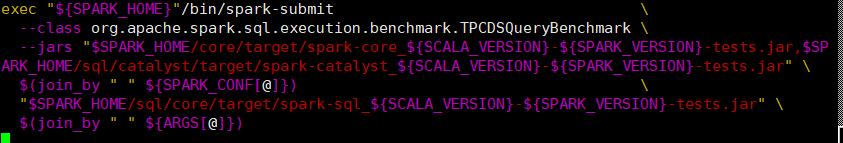 exec "${SPARK_HOME}"/bin/spark-submit \
--class org.apache.spark.sql.execution.benchmark.TPCDSQueryBenchmark \
--jars "$SPARK_HOME/core/target/spark-core_${SCALA_VERSION}-${SPARK_VERSION}-tests.jar,$SP
ARK_HOME/sql/catalyst/target/spark-catalyst_${SCALA_VERSION}-${SPARK_VERSION}-tests.jar" \
$(join_by " " ${SPARK_CONF[@]}) \
"$SPARK_HOME/sql/core/target/spark-sql_${SCALA_VERSION}-${SPARK_VERSION}-tests.jar" \
$(join_by " " ${ARGS[@]})